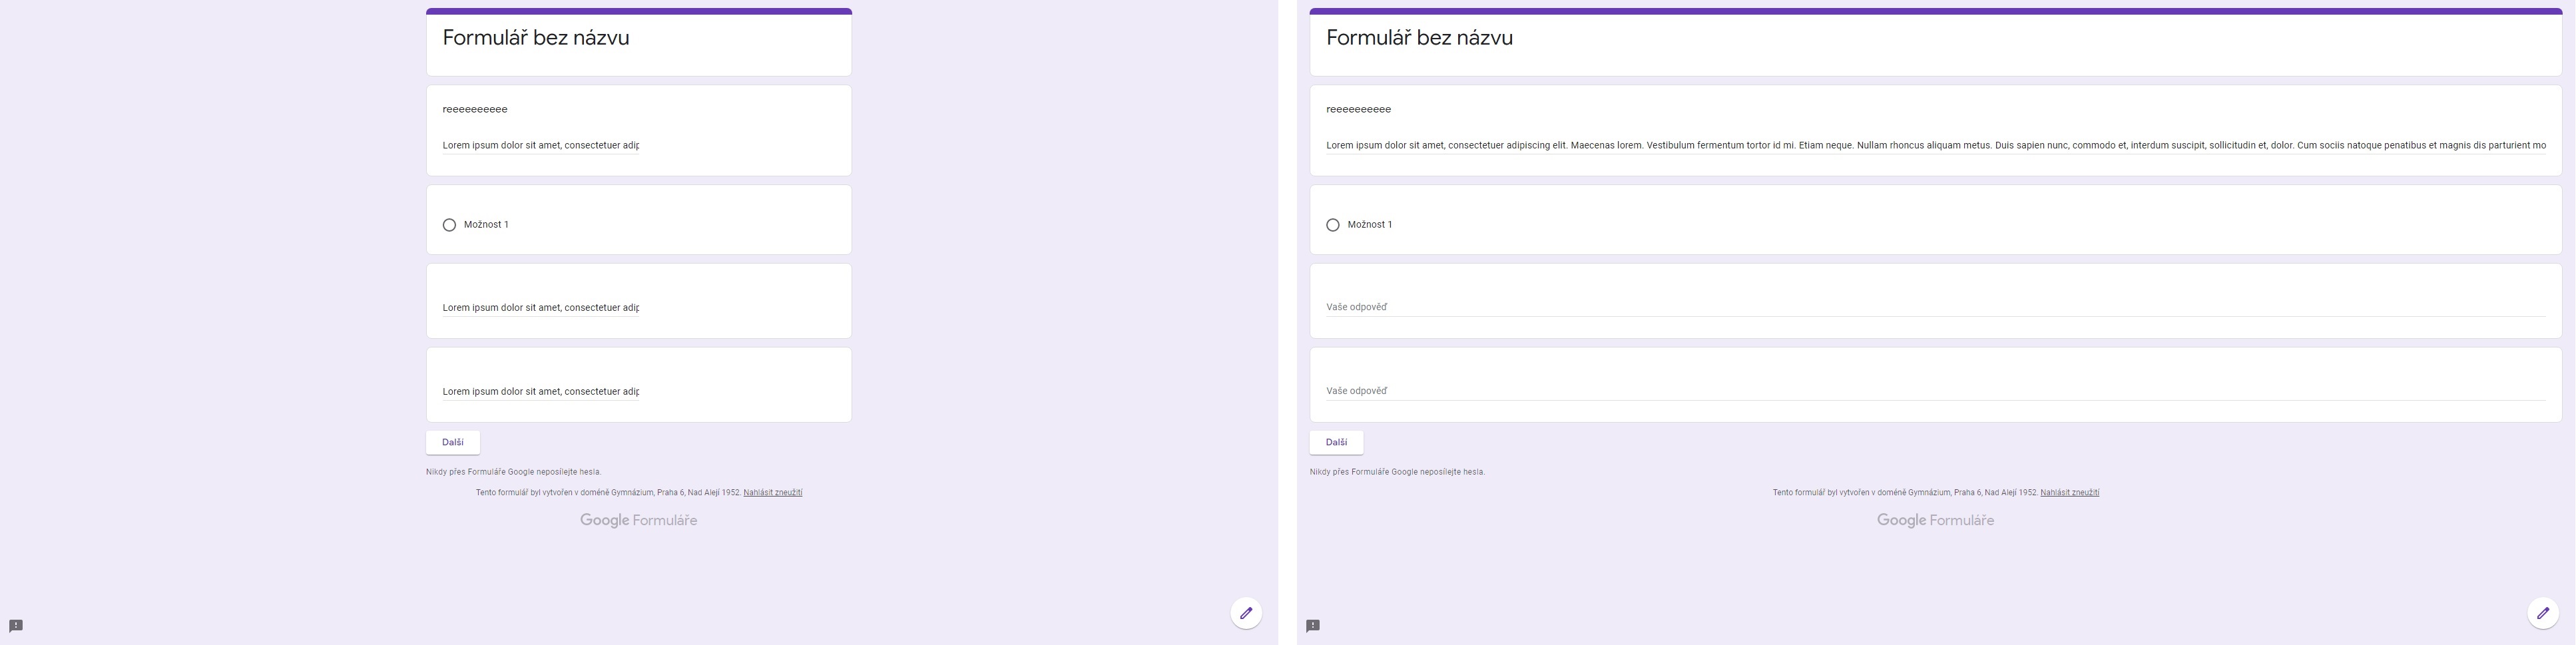 Formulář bez názvu
reeeeeeeeee
Lorem ipsum dolor sit amet, consectetuer adip
Možnost 1
Lorem ipsum dolor sit amet, consectetuer adip
Lorem ipsum dolor sit amet, consectetuer adip
Další
Nikdy přes Formuláře Google neposílejte hesla.
Tento formulář byl vytvořen v doméně Gymnázium, Praha 6, Nad Alejí 1952. Nahlásit zneužití
Google Formuláře
Formulář bez názvu
reeeeeeeeee
Lorem ipsum dolor sit amet, consectetuer adipiscing elit. Maecenas lorem. Vestibulum fermentum tortor id mi. Etiam neque. Nullam rhoncus aliquam metus. Duis sapien nunc, commodo et, interdum suscipit, sollicitudin et, dolor. Cum sociis natoque penatibus et magnis dis parturient mo
Možnost 1
Vaše odpověď
Vaše odpověď
Další
Nikdy přes Formuláře Google neposílejte hesla.
Tento formulář byl vytvořen v doméně Gymnázium, Praha 6, Nad Alejí 1952. Nahlásit zneužití
Google Formuláře